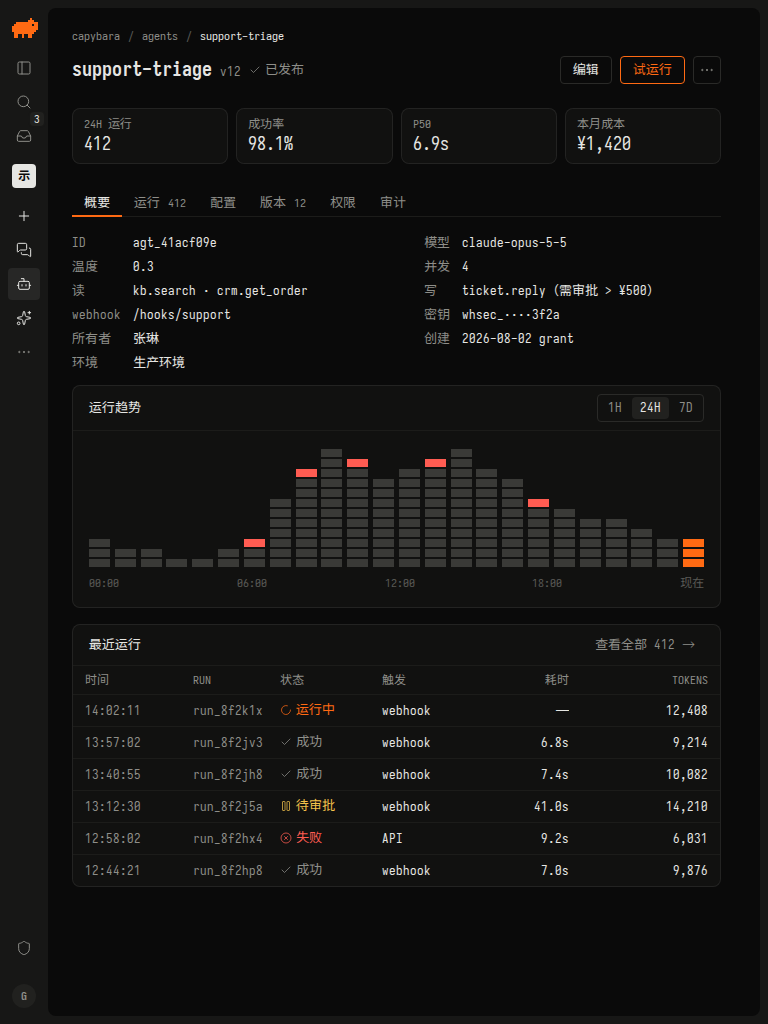 capybara / agents / support-triage
support-triage v12 已发布
编辑 试运行 ···
3
示
24H 运行 成功率 P50 本月成本
412 98.1% 6.9s ¥1,420
概要 运行 412 配置 版本 12 权限 审计
ID agt_41acf09e 模型 claude-opus-5-5
温度 0.3 并发 4
读 kb.search · crm.get_order 写 ticket.reply (需审批 > ¥500)
webhook /hooks/support 密钥 whsec_····3f2a
所有者 张琳 创建 2026-08-02 grant
环境 生产环境
运行趋势 1H 24H 7D
00:00 06:00 12:00 18:00 现在
最近运行 查看全部 412 →
时间 RUN 状态 触发 耗时 TOKENS
14:02:11 run_8f2k1x 运行中 webhook — 12,408
13:57:02 run_8f2jv3 成功 webhook 6.8s 9,214
13:40:55 run_8f2jh8 成功 webhook 7.4s 10,082
13:12:30 run_8f2j5a 待审批 webhook 41.0s 14,210
12:58:02 run_8f2hx4 失败 API 9.2s 6,031
12:44:21 run_8f2hp8 成功 webhook 7.0s 9,876
G